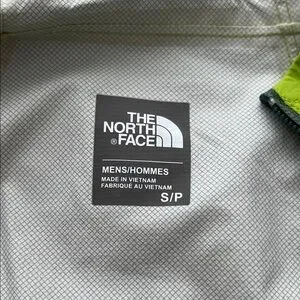 THE
NORTH
®FACE
MENS/HOMMES
MADE IN VIETNAM
FABRIQUÉ AU VIETNAM
S/P